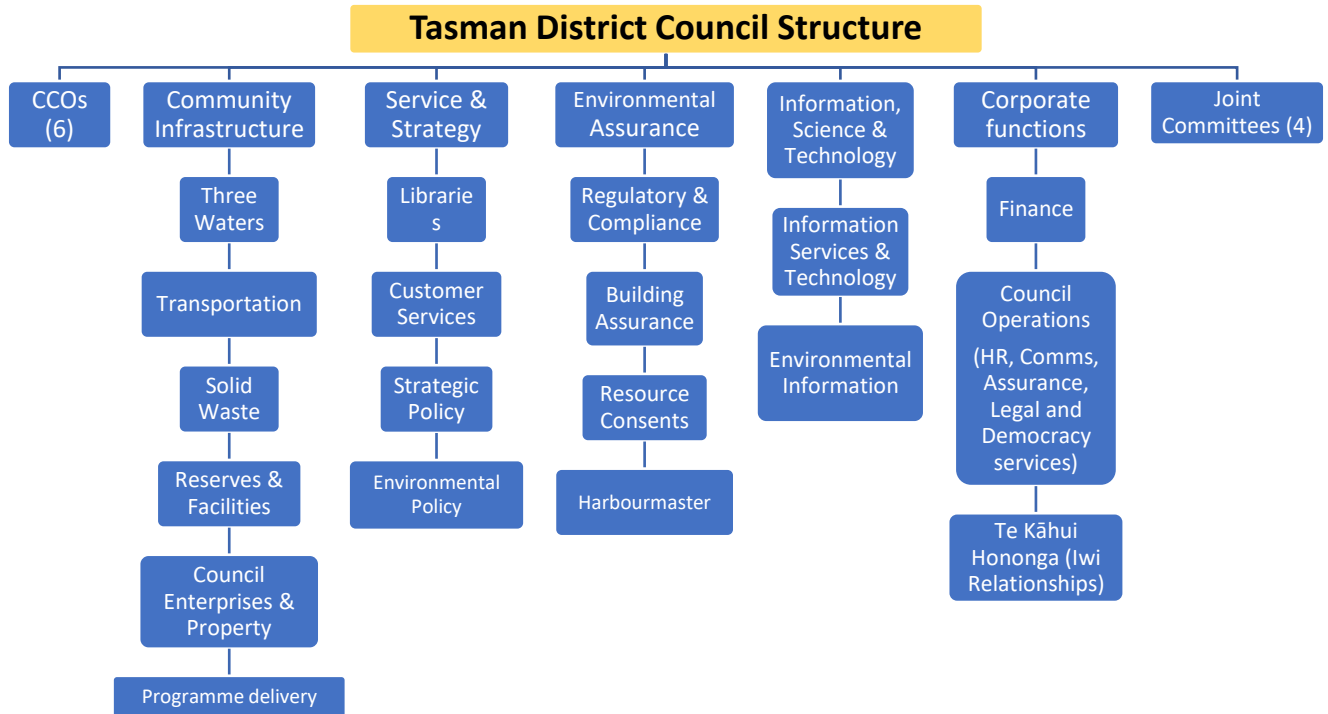 Tasman District Council Structure
CCOs
(6)
Community
Infrastructure
Three
Waters
Transportation
Solid
Waste
Reserves &
Facilities
Council
Enterprises &
Property
Programme delivery
Service &
Strategy
Librarie
s
Customer
Services
Strategic
Policy
Environmental
Policy
Environmental
Assurance
Regulatory &
Compliance
Building
Assurance
Resource
Consents
Harbourmaster
Information,
Science &
Technology
Information
Services &
Technology
Environmental
Information
Corporate
functions
Finance
Council
Operations
(HR, Comms,
Assurance,
Legal and
Democracy
services)
Te Kāhui
Hononga (Iwi
Relationships)
Joint
Committees (4)